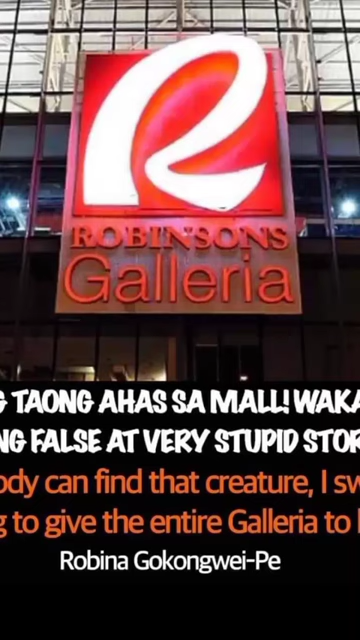 R
ROBINSONS
Galleria
TAONG AHAS SA MALL!
FALSE AT VERY STUPID
can find that creature, I
to give the entire Galleria to
Robina Gokongwei-Pe